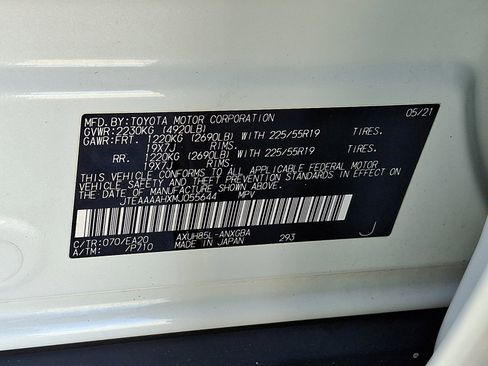 MFD.BY:TOYOTA MOTOR CORPORATION 05/21
GVWR:2230KG (4920LB)
GAWR:FRT. 1220KG (2690LB) WITH 225/55R19 TIRES.
19X7J RIMS.
RR. 1220KG (2690LB) WITH 225/55R19 TIRES.
19X7J RIMS.
THIS VEHICLE CONFORMS TO ALL APPLICABLE FEDERAL MOTOR
VEHICLE SAFETY AND THEFT PREVENTION STANDARDS IN EFFECT
ON THE DATE OF MANUFACTURE SHOWN ABOVE.
JTEAAAAHXMJ055644 MPV
C/TR:070/EA20 AXUH85L-ANXGBA
A/TM: /P710 MADE IN JAPAN 293 J